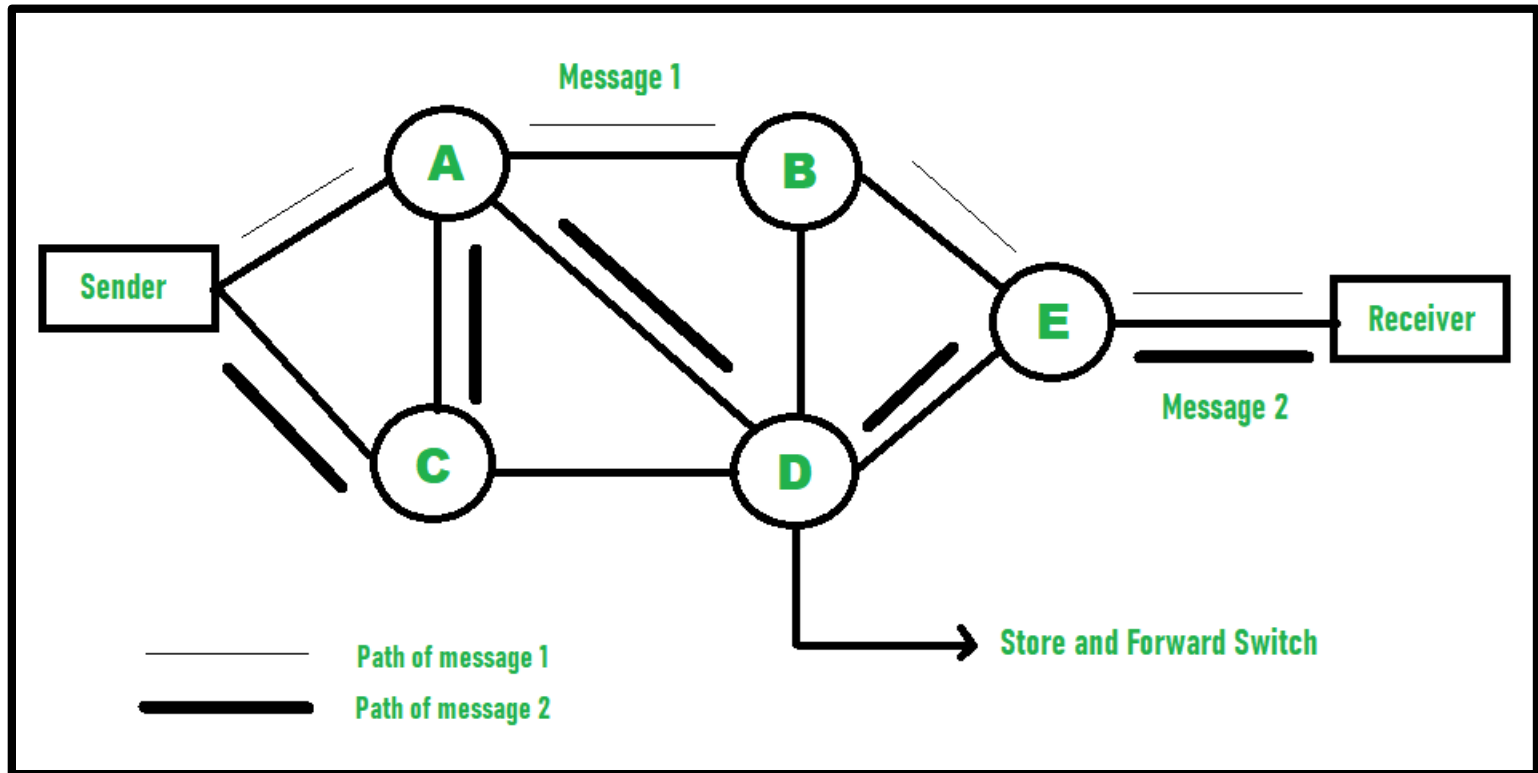 Message 1
A
B
Sender
E
Receiver
Message 2
C
D
Store and Forward Switch
Path of message 1
Path of message 2